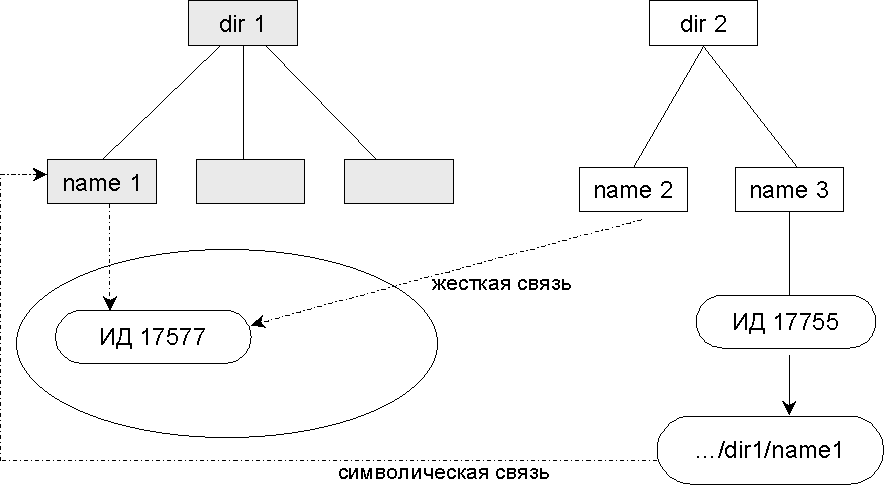 dir 1
dir 2
name 1
name 2
name 3
жесткая связь
ИД 17577
ИД 17755
.../dir1/name1
символическая связь